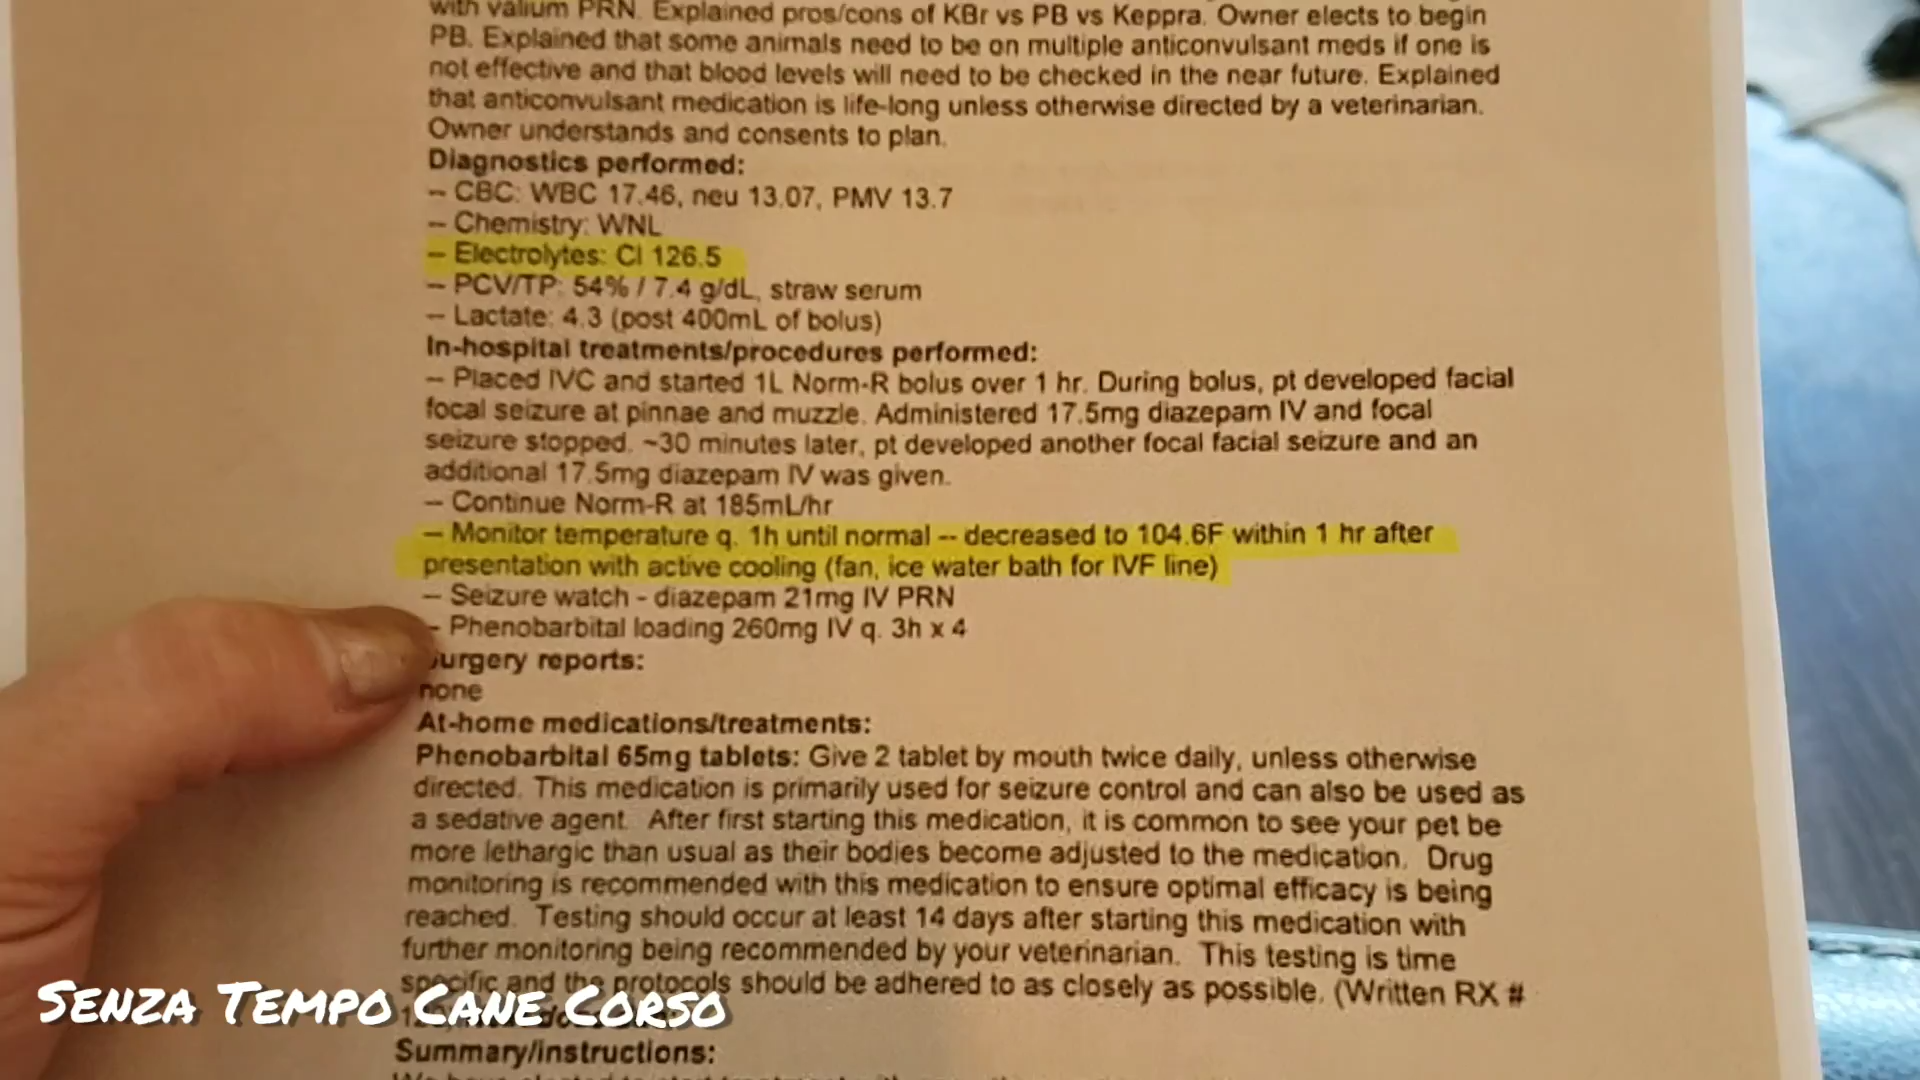 with valium PRN. Explained pros/cons of KBr vs PB vs Keppra. Owner elects to begin
PB. Explained that some animals need to be on multiple anticonvulsant meds if one is
not effective and that blood levels will need to be checked in the near future. Explained
that anticonvulsant medication is life-long unless otherwise directed by a veterinarian.
Owner understands and consents to plan.
Diagnostics performed:
-- CBC: WBC 17.46, neu 13.07, PMV 13.7
-- Chemistry: WNL
-- Electrolytes: Cl 126.5
-- PCV/TP: 54% / 7.4 g/dL, straw serum
-- Lactate: 4.3 (post 400mL of bolus)
In-hospital treatments/procedures performed:
-- Placed IVC and started 1L Norm-R bolus over 1 hr. During bolus, pt developed facial
focal seizure at pinnae and muzzle. Administered 17.5mg diazepam IV and focal
seizure stopped. ~30 minutes later, pt developed another focal facial seizure and an
additional 17.5mg diazepam IV was given.
-- Continue Norm-R at 185mL/hr
-- Monitor temperature q. 1h until normal -- decreased to 104.6F within 1 hr after
presentation with active cooling (fan, ice water bath for IVF line)
-- Seizure watch - diazepam 21mg IV PRN
- Phenobarbital loading 260mg IV q. 3h x 4
Surgery reports:
none
At-home medications/treatments:
Phenobarbital 65mg tablets: Give 2 tablet by mouth twice daily, unless otherwise
directed. This medication is primarily used for seizure control and can also be used as
a sedative agent. After first starting this medication, it is common to see your pet be
more lethargic than usual as their bodies become adjusted to the medication. Drug
monitoring is recommended with this medication to ensure optimal efficacy is being
reached. Testing should occur at least 14 days after starting this medication with
further monitoring being recommended by your veterinarian. This testing is time
specific and the protocols should be adhered to as closely as possible. (Written RX #
Senza Tempo Cane Corso
Summary/instructions: